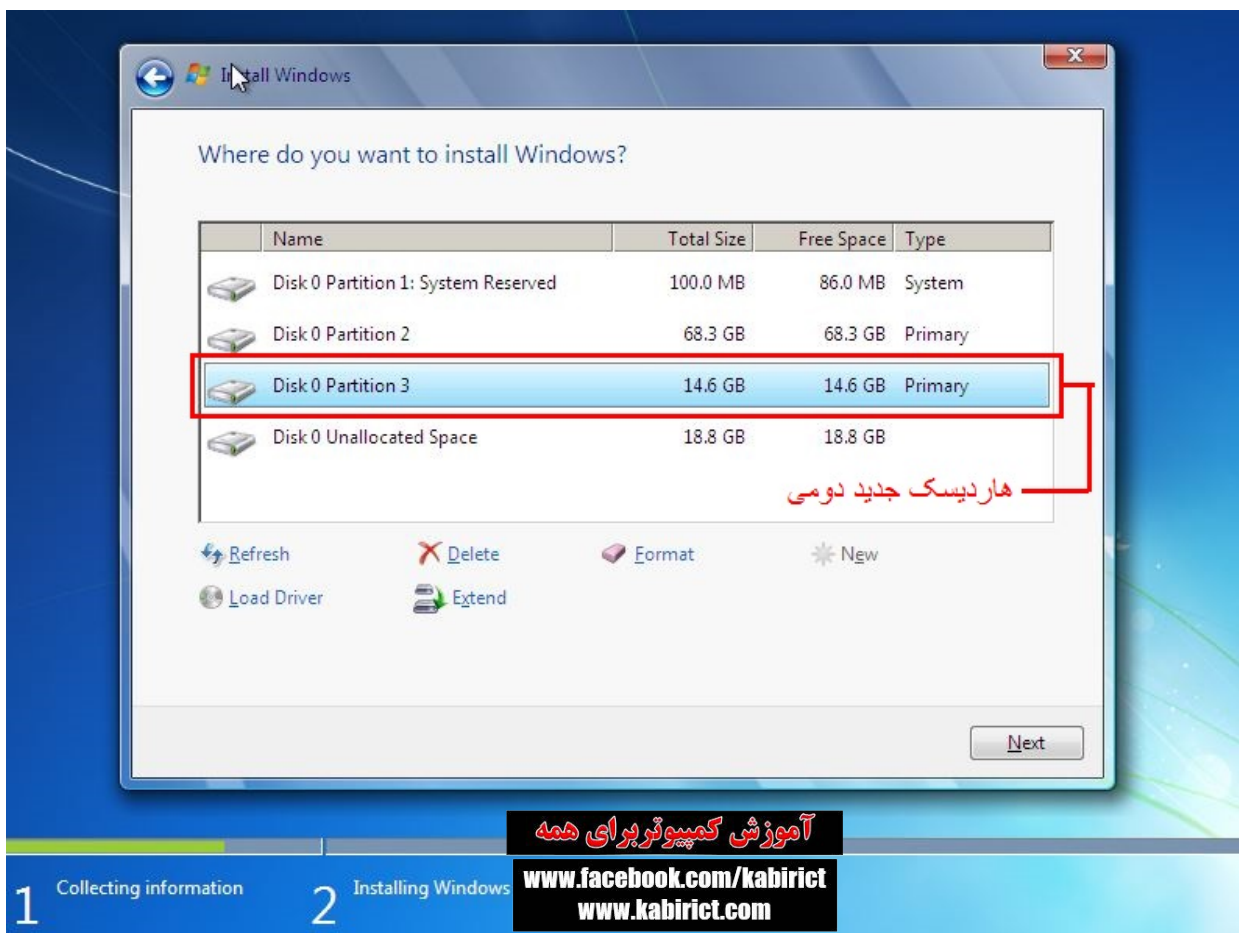 Install Windows
Where do you want to install Windows?
Name Total Size Free Space Type
Disk 0 Partition 1: System Reserved 100.0 MB 86.0 MB System
Disk 0 Partition 2 68.3 GB 68.3 GB Primary
Disk 0 Partition 3 14.6 GB 14.6 GB Primary
Disk 0 Unallocated Space 18.8 GB 18.8 GB
هاردیسک جدید دومی
Refresh Delete Format New
Load Driver Extend
Next
آموزش کمپیوتر برای همه
1 Collecting information 2 Installing Windows
www.facebook.com/kabirict
www.kabirict.com